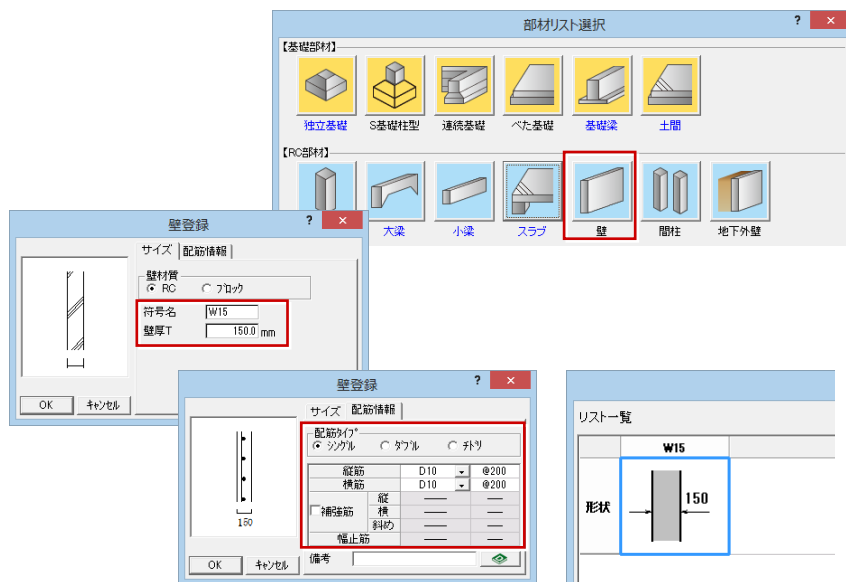 部材リスト選択 ? ×
【基礎部材】
独立基礎 S基礎柱型 連続基礎 べた基礎 基礎梁 土間
【RC部材】
大梁 小梁 スラブ 壁 間柱 地下外壁
壁登録 ? ×
サイズ 配筋情報
壁材質
RC ブロック
符号名 W15
壁厚T 150.0 mm
OK キャンセル
壁登録 ? ×
サイズ 配筋情報
配筋タイプ
シングル ダブル チドリ
縦筋 D10 @200
横筋 D10 @200
補強筋 縦
横
斜め
幅止筋
150
備考
OK キャンセル
リスト一覧
W15
形状 150